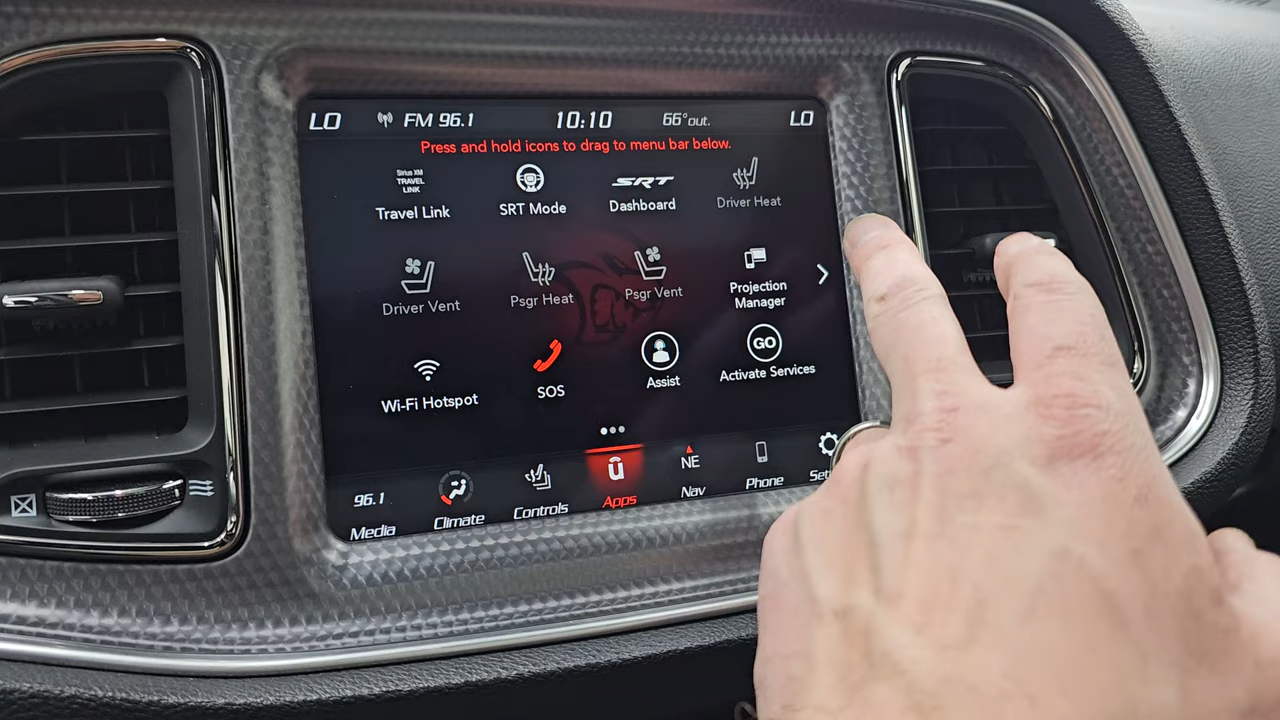 LO FM 96.1 10:10 66° out. LO
Press and hold icons to drag to menu bar below.
Sirius XM
TRAVEL
LINK
SRT
Travel Link
SRT Mode
Dashboard
Driver Heat
Driver Vent
Psgr Heat
Psgr Vent
Projection
Manager
GO
Wi-Fi Hotspot
SOS
Assist
Activate Services
96.1
Media
Climate
Controls
û
Apps
NE
Nav
Phone